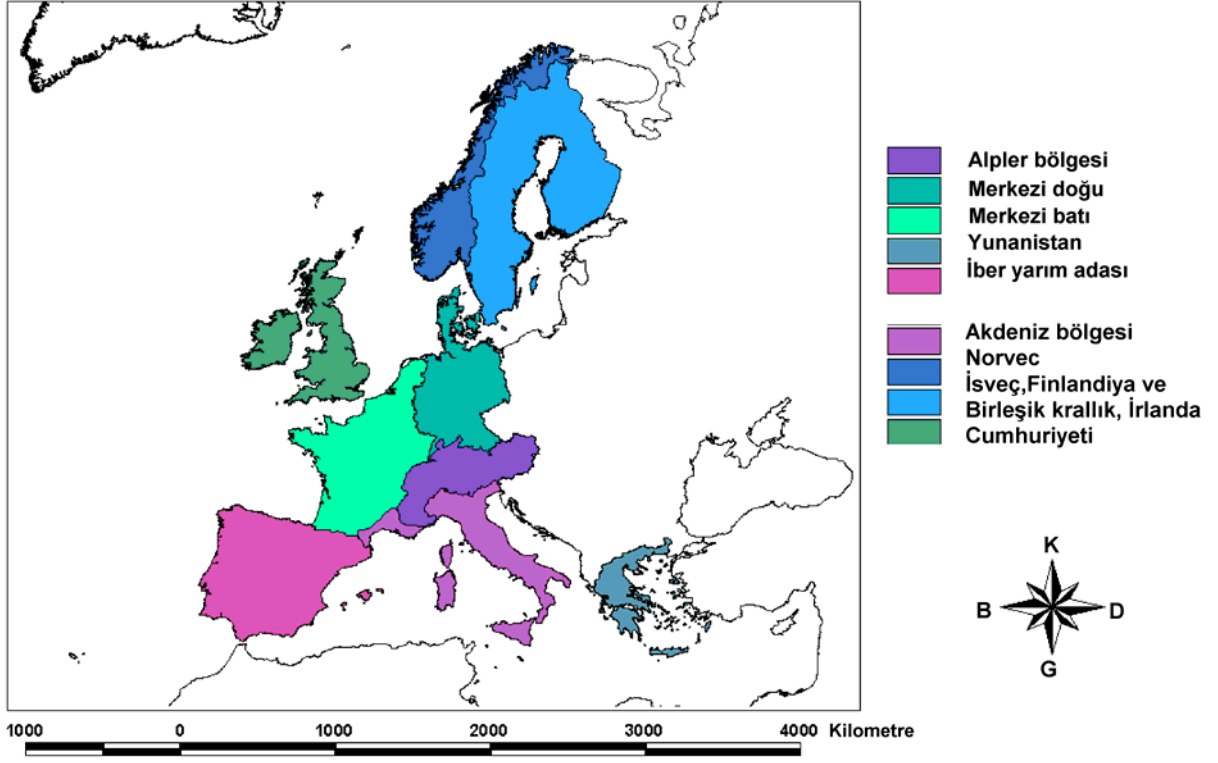 Alpler bölgesi
Merkezi doğu
Merkezi batı
Yunanistan
İber yarım adası
Akdeniz bölgesi
Norvec
İsveç,Finlandiya ve
Birleşik krallık, İrlanda
Cumhuriyeti
K
B D
G
1000 0 1000 2000 3000 4000 Kilometre